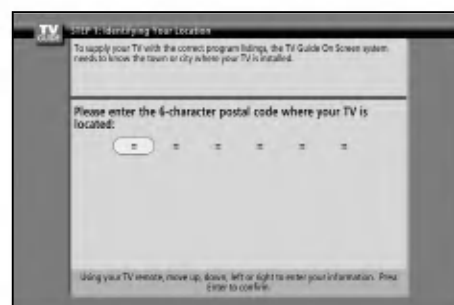 TV
GUIDE
STEP 1: Identifying Your Location
To supply your TV with the correct program listings, the TV Guide On Screen system
needs to know the town or city where your TV is installed.
Please enter the 6-character postal code where your TV is
located:
Using your TV remote, move up, down, left or right to enter your information. Press
Enter to confirm.